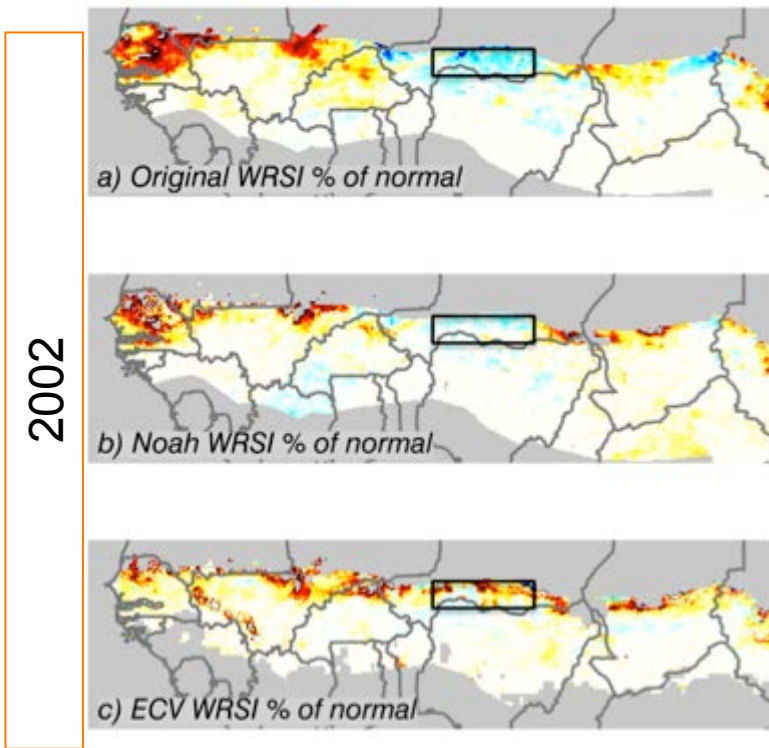 2002
a) Original WRSI % of normal
b) Noah WRSI % of normal
c) ECV WRSI % of normal